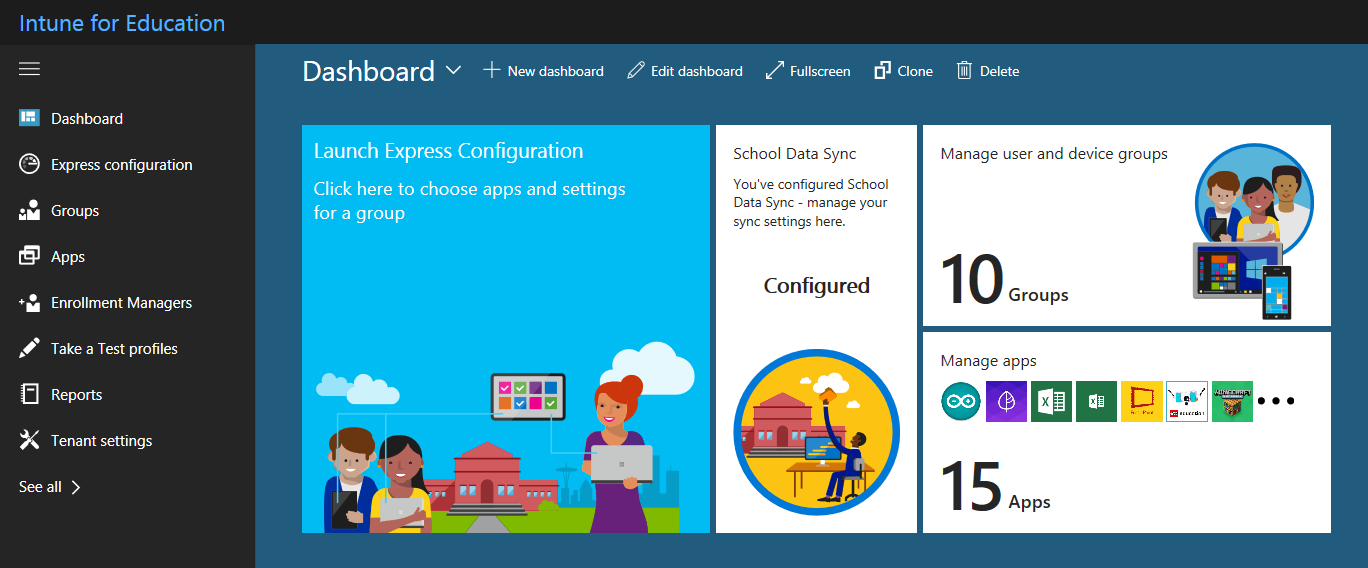 Intune for Education
Dashboard
Express configuration
Groups
Apps
Enrollment Managers
Take a Test profiles
Reports
Tenant settings
See all
Dashboard
New dashboard
Edit dashboard
Fullscreen
Clone
Delete
Launch Express Configuration
Click here to choose apps and settings
for a group
School Data Sync
You've configured School
Data Sync - manage your
sync settings here.
Configured
Manage user and device groups
10 Groups
Manage apps
15 Apps